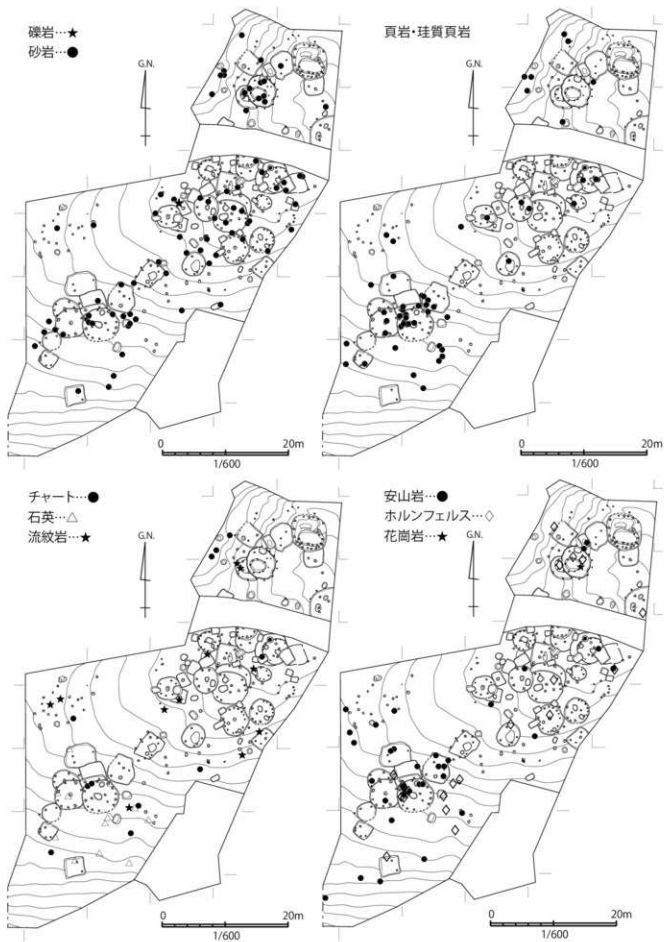 礫岩…★
砂岩…●
G.N.
0 20m
1/600
頁岩・珪質頁岩
G.N.
0 20m
1/600
チャート…●
石英…△
流紋岩…★
G.N.
0 20m
1/600
安山岩…●
ホルンフェルス…◇
花崗岩…★
G.N.
0 20m
1/600